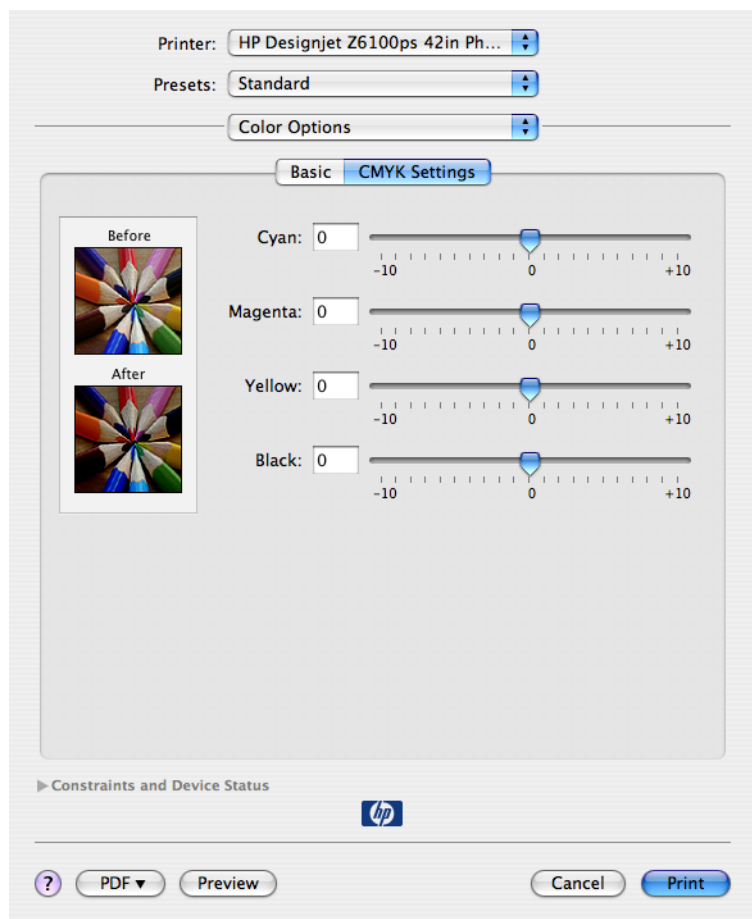 Printer: HP Designjet Z6100ps 42in Ph...
Presets: Standard
Color Options
Basic CMYK Settings
Before
Cyan: 0
-10 0 +10
Magenta: 0
-10 0 +10
After
Yellow: 0
-10 0 +10
Black: 0
-10 0 +10
Constraints and Device Status
hp
? PDF Preview Cancel Print